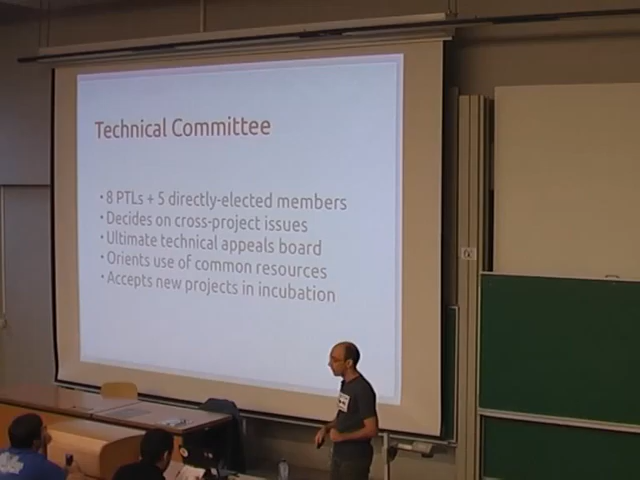 Technical Committee
• 8 PTLs + 5 directly-elected members
• Decides on cross-project issues
• Ultimate technical appeals board
• Orients use of common resources
• Accepts new projects in incubation